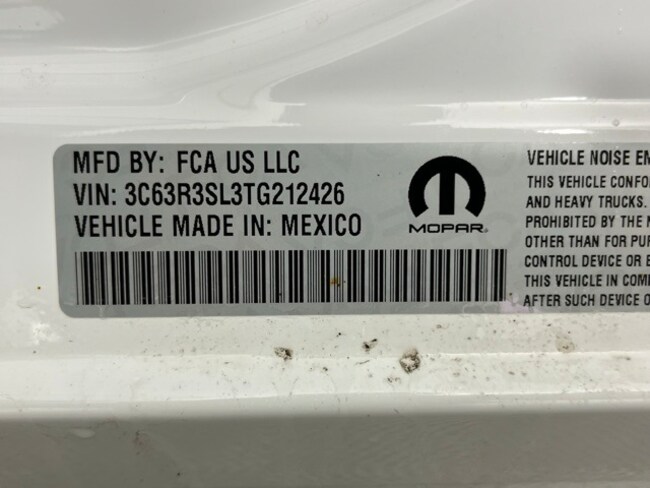 MFD BY: FCA US LLC
VIN: 3C63R3SL3TG212426
VEHICLE MADE IN: MEXICO
MOPAR®
VEHICLE NOISE EM
THIS VEHICLE CONFO
AND HEAVY TRUCKS.
PROHIBITED BY THE N
OTHER THAN FOR PUR
CONTROL DEVICE OR E
THIS VEHICLE IN COM
AFTER SUCH DEVICE O